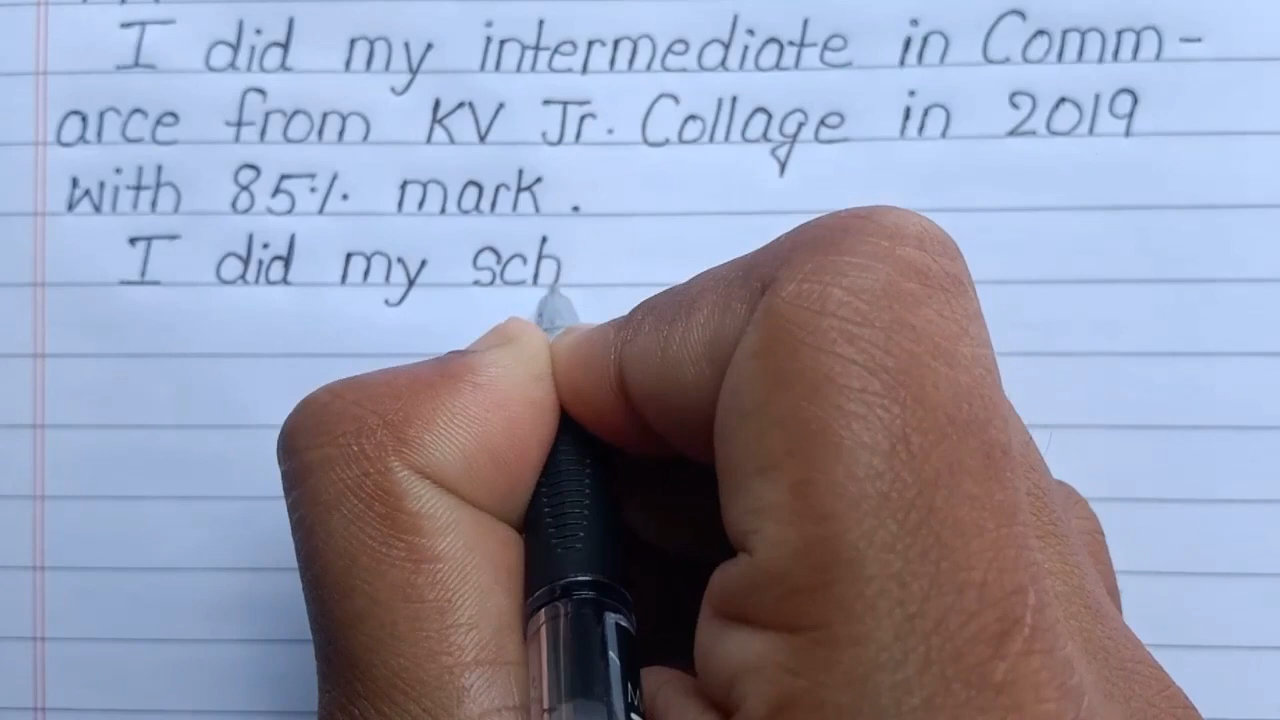 I did my intermediate in Comm-
arce from KV Jr. Collage in 2019
with 85% mark.
I did my sch